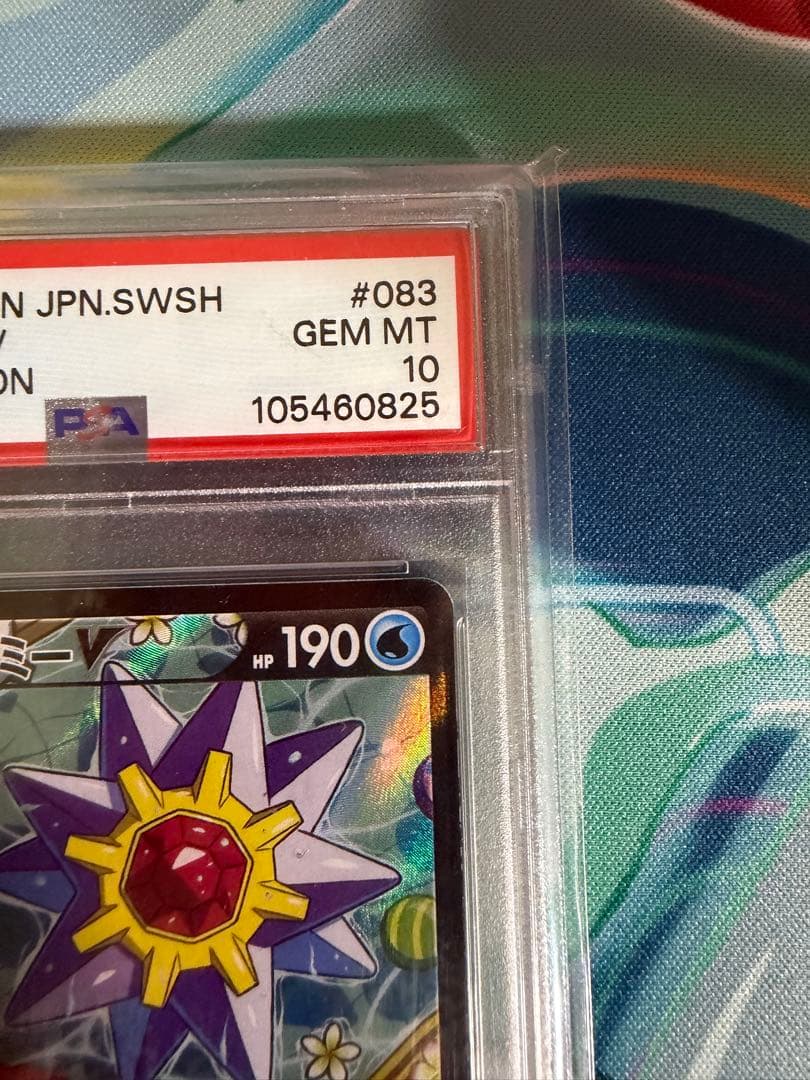 N JPN.SWSH #083
GEM MT
ON 10
PSA 105460825
ミーV HP 190